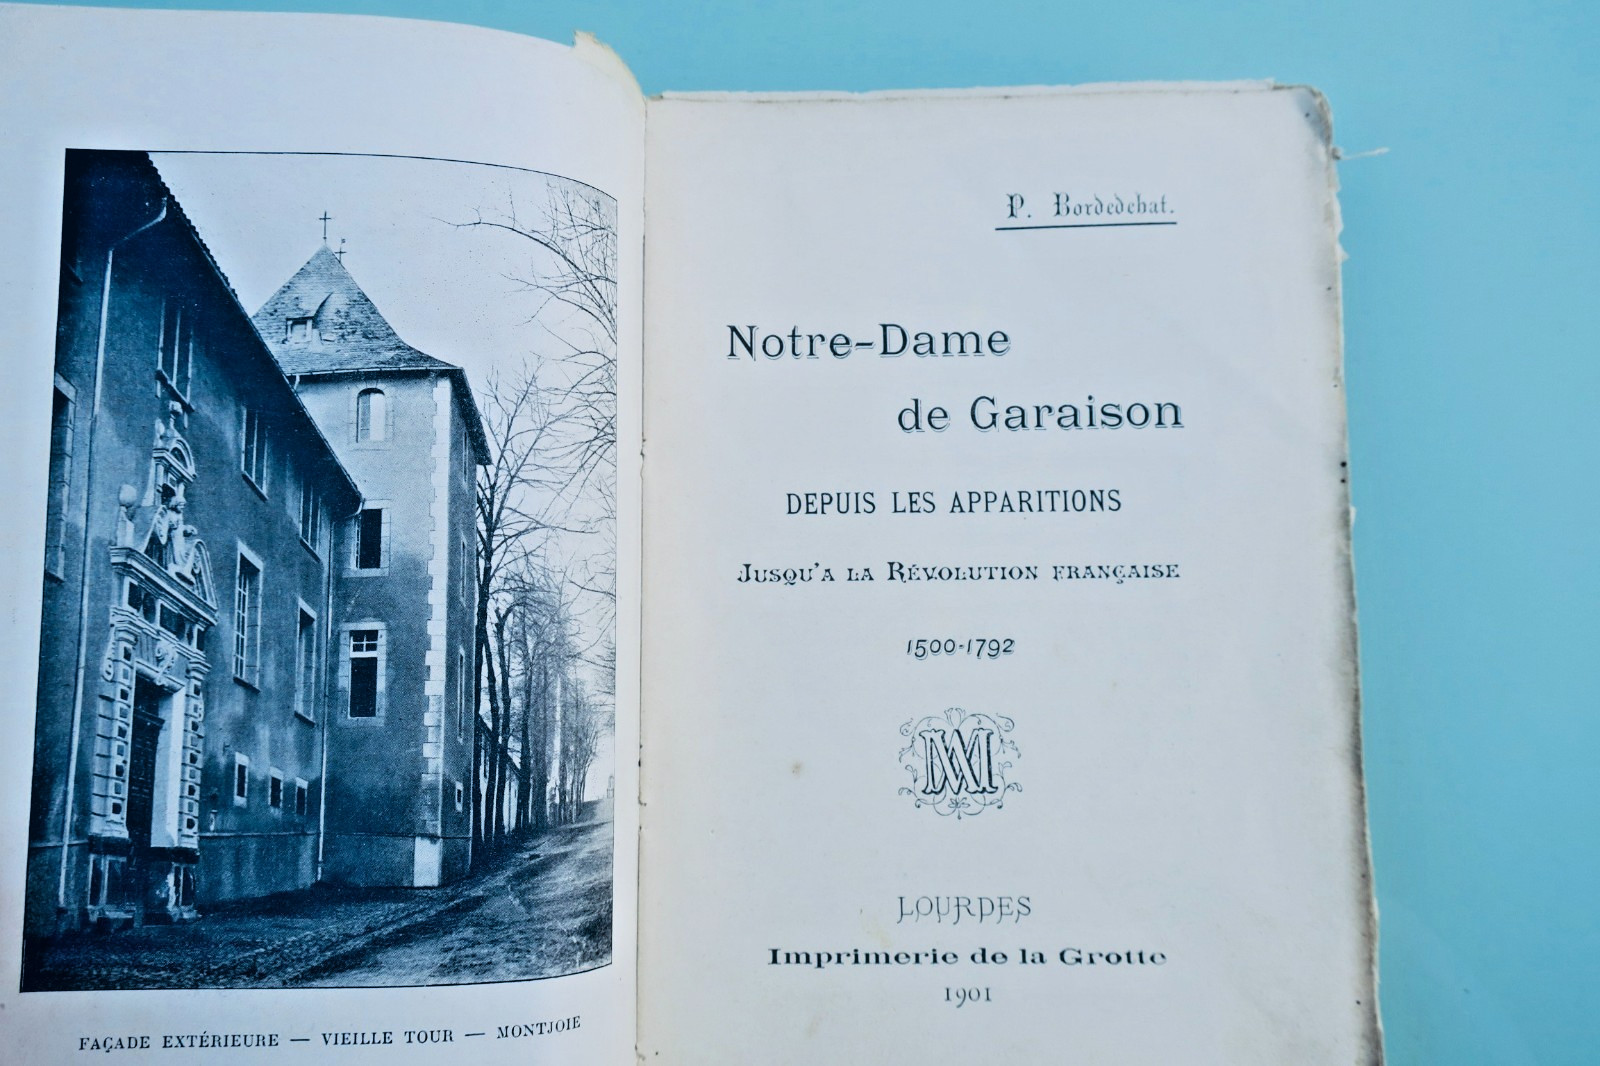 FAÇADE EXTÉRIEURE — VIEILLE TOUR — MONTJOIE
P. Bordedebat.
Notre-Dame
de Garaison
DEPUIS LES APPARITIONS
JUSQU'A LA RÉVOLUTION FRANÇAISE
1500-1792
LOURDES
Imprimerie de la Grotte
1901